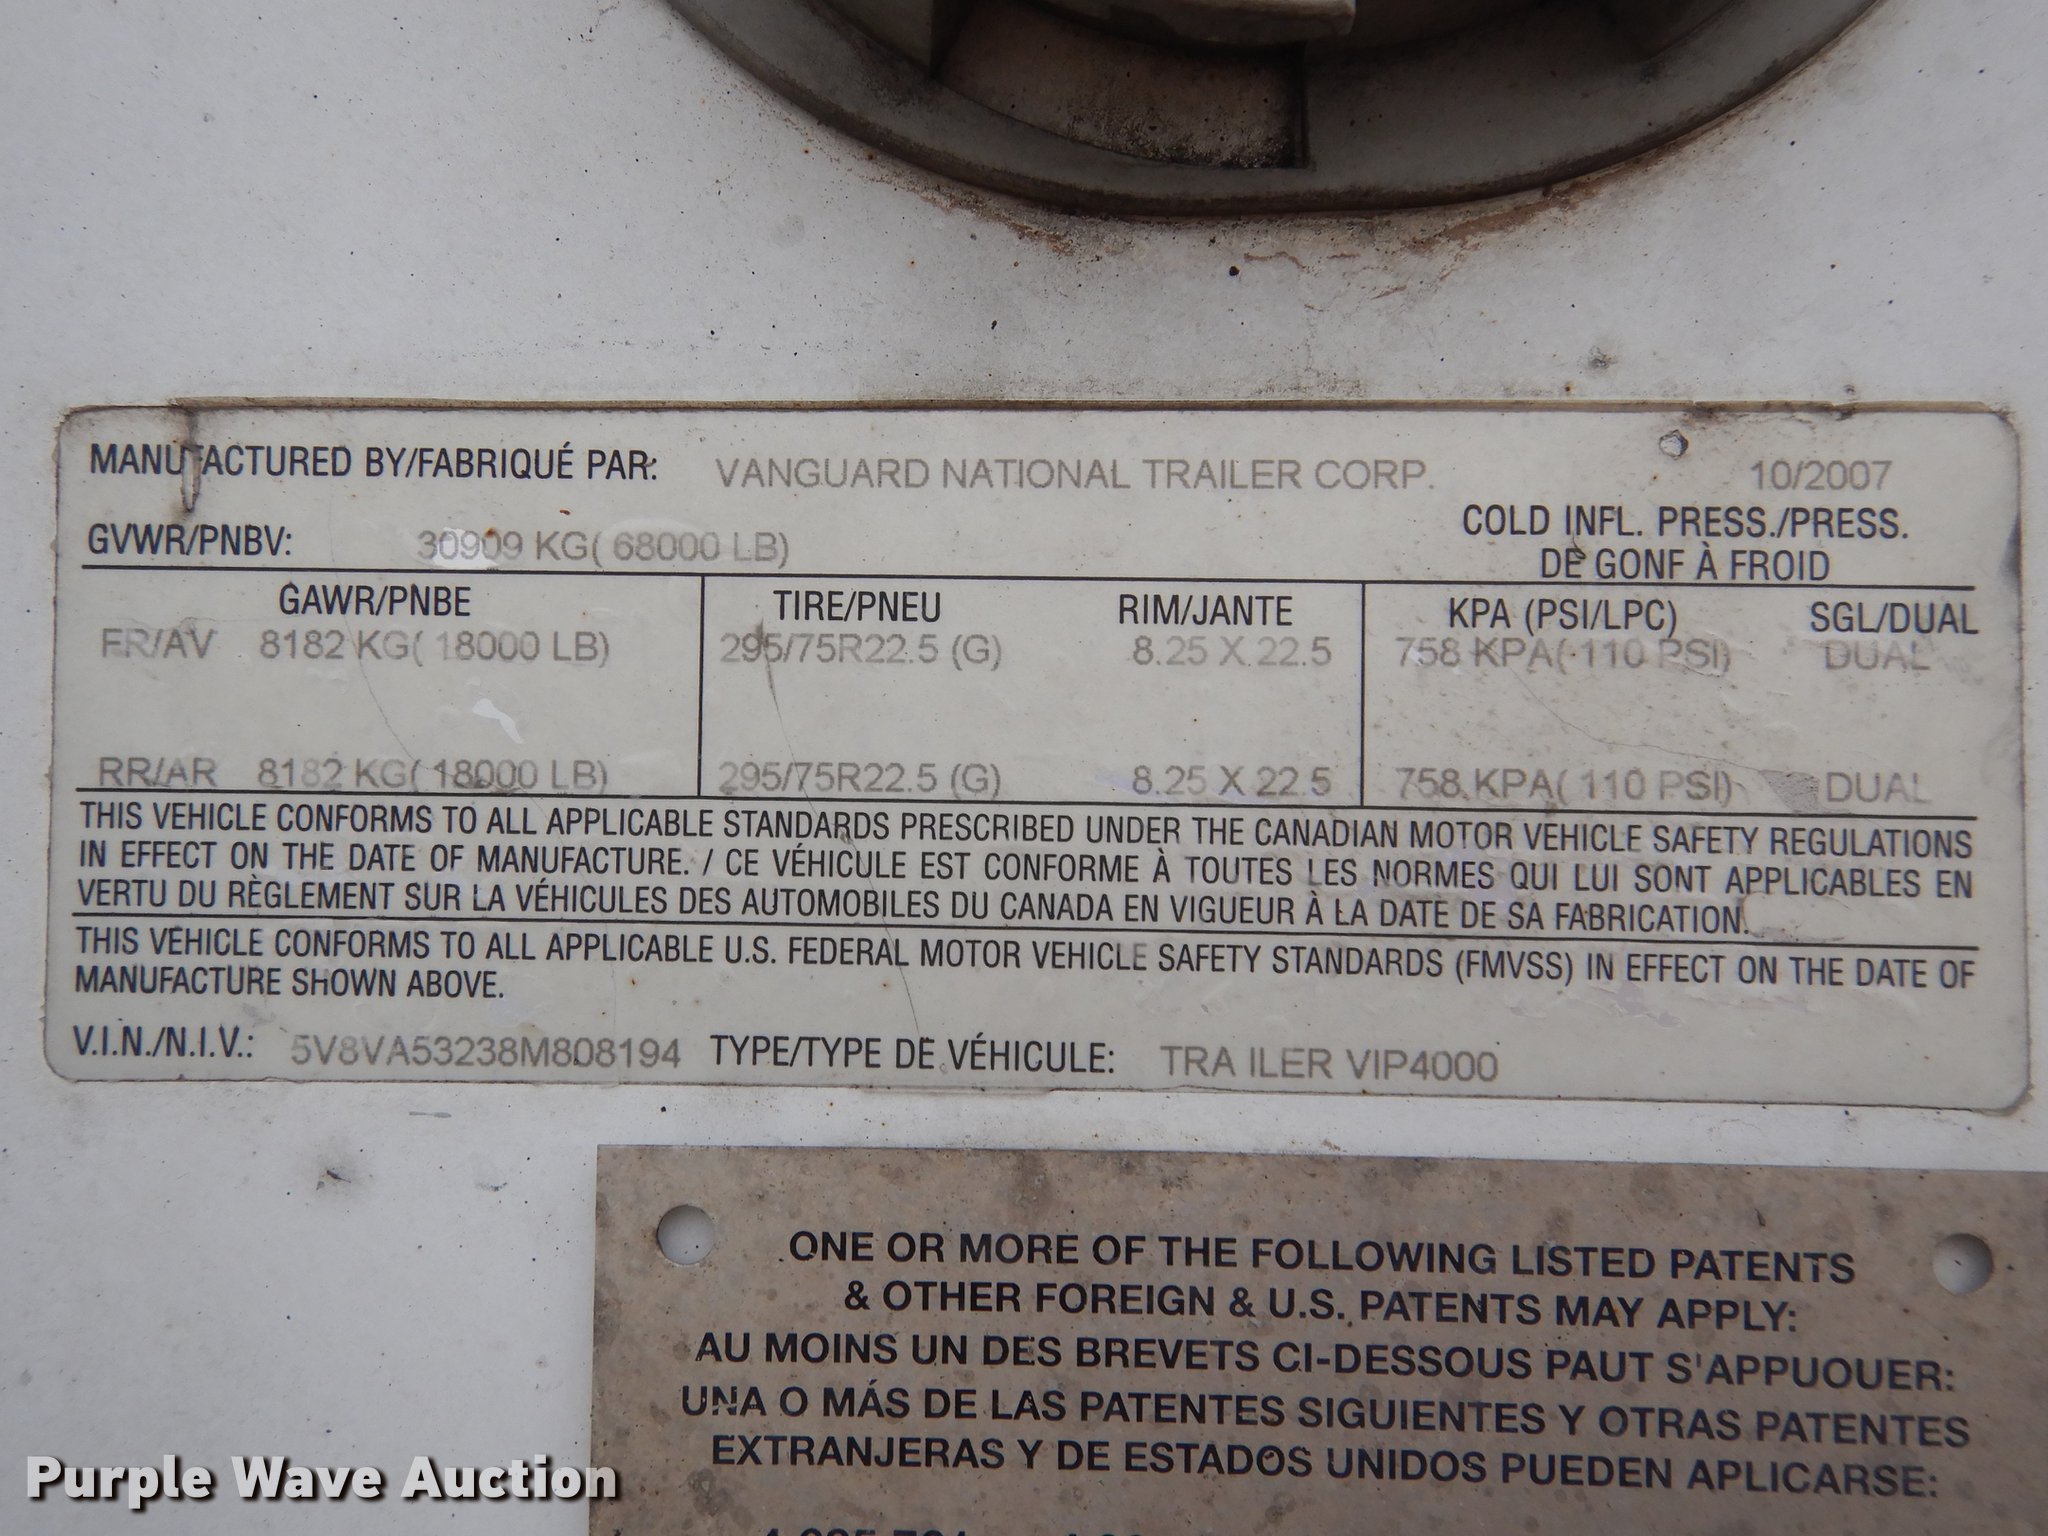 MANUFACTURED BY/FABRIQUÉ PAR: VANGUARD NATIONAL TRAILER CORP. 10/2007
GVWR/PNBV: 30909 KG( 68000 LB) COLD INFL. PRESS./PRESS.
DE GONF À FROID
GAWR/PNBE TIRE/PNEU RIM/JANTE KPA (PSI/LPC) SGL/DUAL
FR/AV 8182 KG( 18000 LB) 295/75R22.5 (G) 8.25 X 22.5 758 KPA( 110 PSI) DUAL
RR/AR 8182 KG( 18000 LB) 295/75R22.5 (G) 8.25 X 22.5 758 KPA( 110 PSI) DUAL
THIS VEHICLE CONFORMS TO ALL APPLICABLE STANDARDS PRESCRIBED UNDER THE CANADIAN MOTOR VEHICLE SAFETY REGULATIONS
IN EFFECT ON THE DATE OF MANUFACTURE. / CE VÉHICULE EST CONFORME À TOUTES LES NORMES QUI LUI SONT APPLICABLES EN
VERTU DU RÈGLEMENT SUR LA VÉHICULES DES AUTOMOBILES DU CANADA EN VIGUEUR À LA DATE DE SA FABRICATION.
THIS VEHICLE CONFORMS TO ALL APPLICABLE U.S. FEDERAL MOTOR VEHICLE SAFETY STANDARDS (FMVSS) IN EFFECT ON THE DATE OF
MANUFACTURE SHOWN ABOVE.
V.I.N./N.I.V.: 5V8VA53238M808194 TYPE/TYPE DE VÉHICULE: TRA ILER VIP4000
ONE OR MORE OF THE FOLLOWING LISTED PATENTS
& OTHER FOREIGN & U.S. PATENTS MAY APPLY:
AU MOINS UN DES BREVETS CI-DESSOUS PAUT S'APPUOUER:
UNA O MÁS DE LAS PATENTES SIGUIENTES Y OTRAS PATENTES
EXTRANJERAS Y DE ESTADOS UNIDOS PUEDEN APLICARSE:
Purple Wave Auction